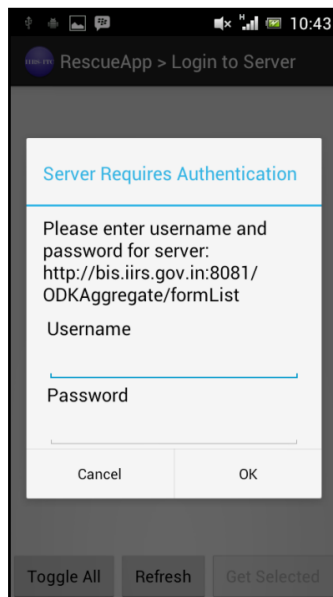 H
10:43
RescueApp > Login to Server
Server Requires Authentication
Please enter username and
password for server:
http://bis.iirs.gov.in:8081/
ODKAggregate/formList
Username
Password
Cancel OK
Toggle All Refresh Get Selected